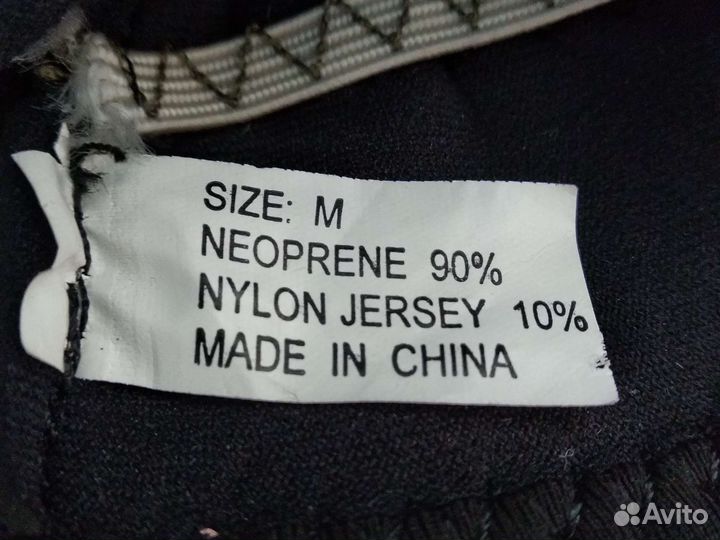 SIZE: M
NEOPRENE 90%
NYLON JERSEY 10%
MADE IN CHINA
Avito